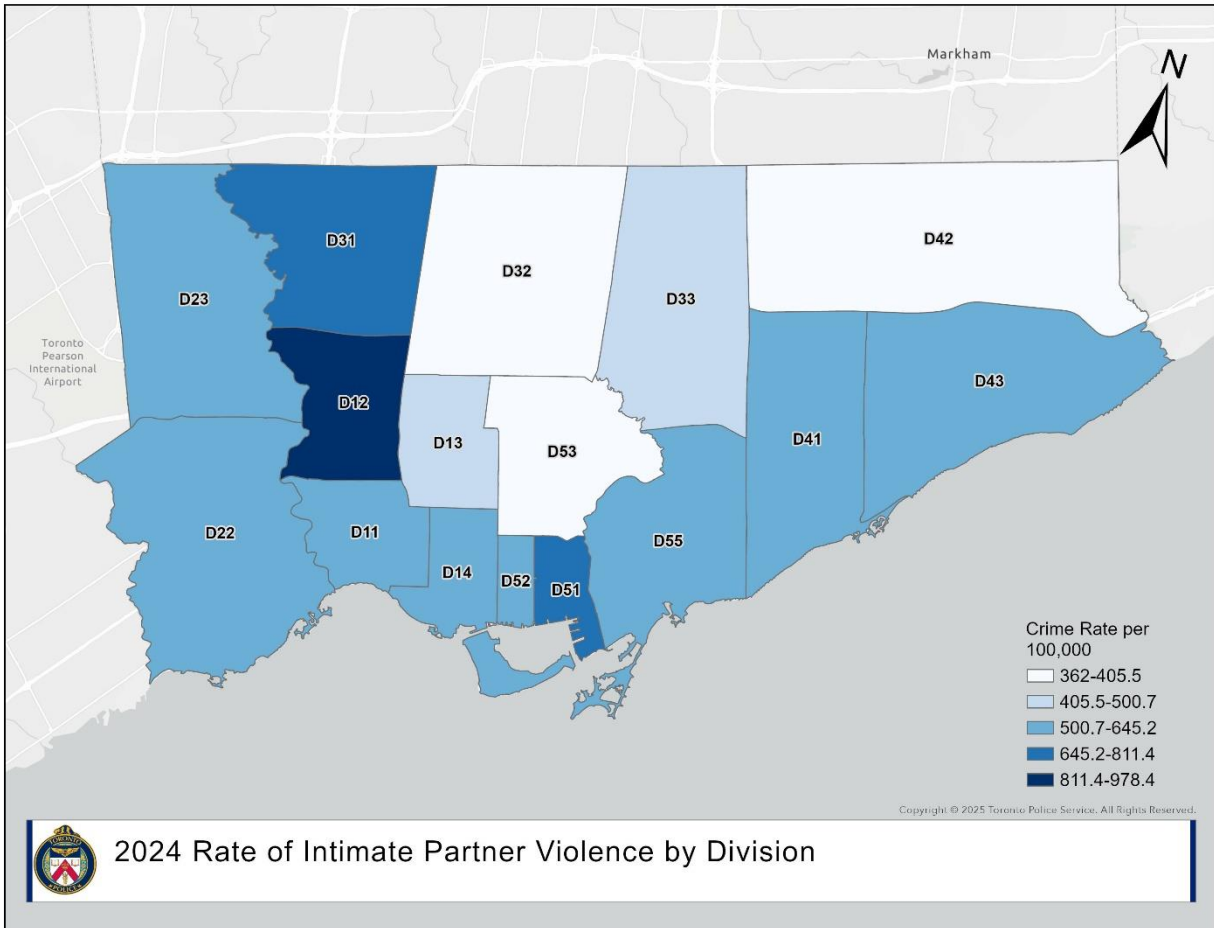 Markham
N
D31
D42
D32
D23
D33
Toronto
Pearson
International
Airport
D43
D12
D41
D13
D53
D22
D11
D55
D14
D52
D51
Crime Rate per
100,000
362-405.5
405.5-500.7
500.7-645.2
645.2-811.4
811.4-978.4
Copyright © 2025 Toronto Police Service. All Rights Reserved.
TORONTO
POLICE
2024 Rate of Intimate Partner Violence by Division